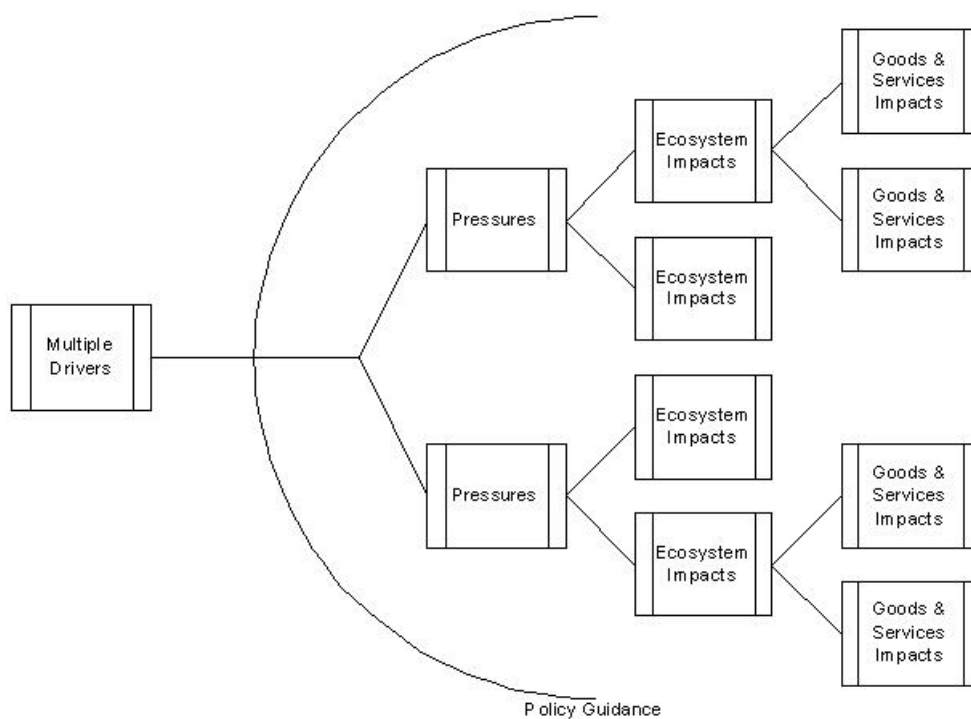 Multiple
Drivers
Pressures
Pressures
Ecosystem
Impacts
Ecosystem
Impacts
Ecosystem
Impacts
Ecosystem
Impacts
Goods &
Services
Impacts
Goods &
Services
Impacts
Goods &
Services
Impacts
Goods &
Services
Impacts
Policy Guidance